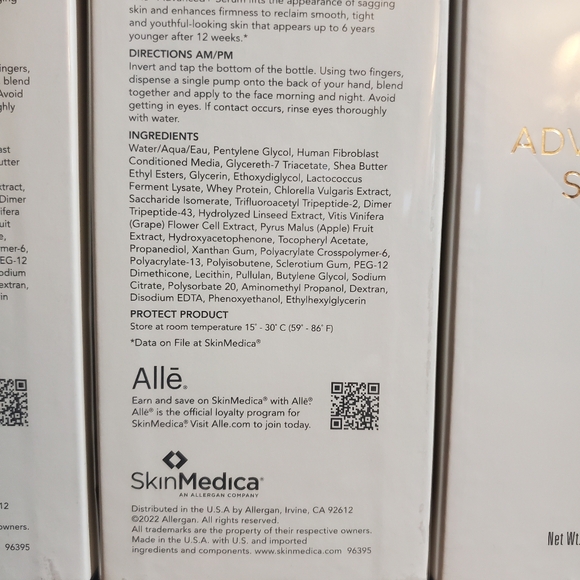 Advanced+ Serum lifts the appearance of sagging
skin and enhances firmness to reclaim smooth, tight
and youthful-looking skin that appears up to 6 years
younger after 12 weeks.*
DIRECTIONS AM/PM
Invert and tap the bottom of the bottle. Using two fingers,
dispense a single pump onto the back of your hand, blend
together and apply to the face morning and night. Avoid
getting in eyes. If contact occurs, rinse eyes thoroughly
with water.
INGREDIENTS
Water/Aqua/Eau, Pentylene Glycol, Human Fibroblast
Conditioned Media, Glycereth-7 Triacetate, Shea Butter
Ethyl Esters, Glycerin, Ethoxydiglycol, Lactococcus
Ferment Lysate, Whey Protein, Chlorella Vulgaris Extract,
Saccharide Isomerate, Trifluoroacetyl Tripeptide-2, Dimer
Tripeptide-43, Hydrolyzed Linseed Extract, Vitis Vinifera
(Grape) Flower Cell Extract, Pyrus Malus (Apple) Fruit
Extract, Hydroxyacetophenone, Tocopheryl Acetate,
Propanediol, Xanthan Gum, Polyacrylate Crosspolymer-6,
Polyacrylate-13, Polyisobutene, Sclerotium Gum, PEG-12
Dimethicone, Lecithin, Pullulan, Butylene Glycol, Sodium
Citrate, Polysorbate 20, Aminomethyl Propanol, Dextran,
Disodium EDTA, Phenoxyethanol, Ethylhexylglycerin
PROTECT PRODUCT
Store at room temperature 15˚ - 30˚ C (59˚ - 86˚ F)
*Data on File at SkinMedica®
Allē®
Earn and save on SkinMedica® with Allē®.
Allē® is the official loyalty program for
SkinMedica® Visit Alle.com to join today.
SkinMedica®
AN ALLERGAN COMPANY
Distributed in the U.S.A by Allergan, Irvine, CA 92612
©2022 Allergan. All rights reserved.
All trademarks are the property of their respective owners.
Made in the U.S.A. with U.S. and imported
ingredients and components. www.skinmedica.com 96395
96395
Net Wt.